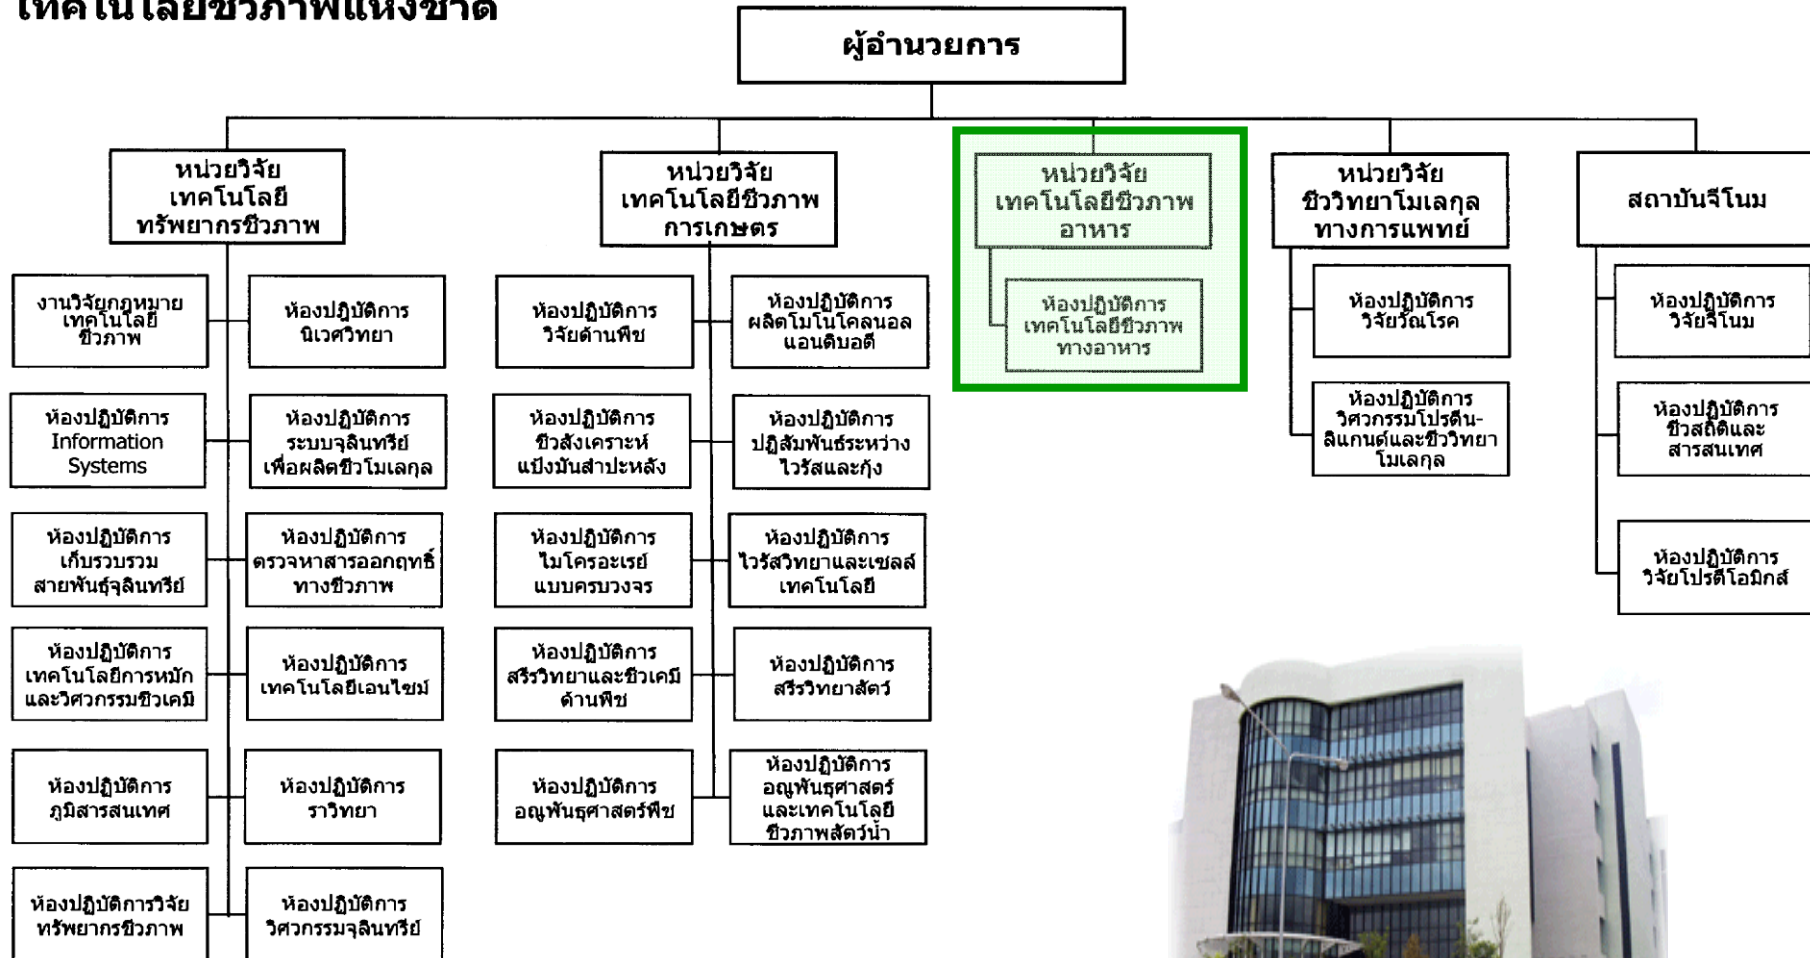 เทคโนโลยีชีวภาพแห่งชาติ
ผู้อำนวยการ
หน่วยวิจัย
เทคโนโลยี
ทรัพยากรชีวภาพ
หน่วยวิจัย
เทคโนโลยีชีวภาพ
การเกษตร
หน่วยวิจัย
เทคโนโลยีชีวภาพ
อาหาร
หน่วยวิจัย
ชีววิทยาโมเลกุล
ทางการแพทย์
สถาบันจีโนม
งานวิจัยกฎหมาย
เทคโนโลยี
ชีวภาพ
ห้องปฏิบัติการ
นิเวศวิทยา
ห้องปฏิบัติการ
วิจัยด้านพืช
ห้องปฏิบัติการ
ผลิตโมโนโคลนอล
แอนติบอดี
ห้องปฏิบัติการ
เทคโนโลยีชีวภาพ
ทางอาหาร
ห้องปฏิบัติการ
วิจัยวัณโรค
ห้องปฏิบัติการ
วิจัยจีโนม
ห้องปฏิบัติการ
Information
Systems
ห้องปฏิบัติการ
ระบบจุลินทรีย์
เพื่อผลิตชีวโมเลกุล
ห้องปฏิบัติการ
ชีวสังเคราะห์
แป้งมันสำปะหลัง
ห้องปฏิบัติการ
ปฏิสัมพันธ์ระหว่าง
ไวรัสและกุ้ง
ห้องปฏิบัติการ
วิศวกรรมโปรตีน-
ลิแกนด์และชีววิทยา
โมเลกุล
ห้องปฏิบัติการ
ชีวสถิติและ
สารสนเทศ
ห้องปฏิบัติการ
เก็บรวบรวม
สายพันธุ์จุลินทรีย์
ห้องปฏิบัติการ
ตรวจหาสารออกฤทธิ์
ทางชีวภาพ
ห้องปฏิบัติการ
ไมโครอะเรย์
แบบครบวงจร
ห้องปฏิบัติการ
ไวรัสวิทยาและเซลล์
เทคโนโลยี
ห้องปฏิบัติการ
วิจัยโปรตีโอมิกส์
ห้องปฏิบัติการ
เทคโนโลยีการหมัก
และวิศวกรรมชีวเคมี
ห้องปฏิบัติการ
เทคโนโลยีเอนไซม์
ห้องปฏิบัติการ
สรีรวิทยาและชีวเคมี
ด้านพืช
ห้องปฏิบัติการ
สรีรวิทยาสัตว์
ห้องปฏิบัติการ
ภูมิสารสนเทศ
ห้องปฏิบัติการ
ราวิทยา
ห้องปฏิบัติการ
อณูพันธุศาสตร์พืช
ห้องปฏิบัติการ
อณูพันธุศาสตร์
และเทคโนโลยี
ชีวภาพสัตว์น้ำ
ห้องปฏิบัติการวิจัย
ทรัพยากรชีวภาพ
ห้องปฏิบัติการ
วิศวกรรมจุลินทรีย์